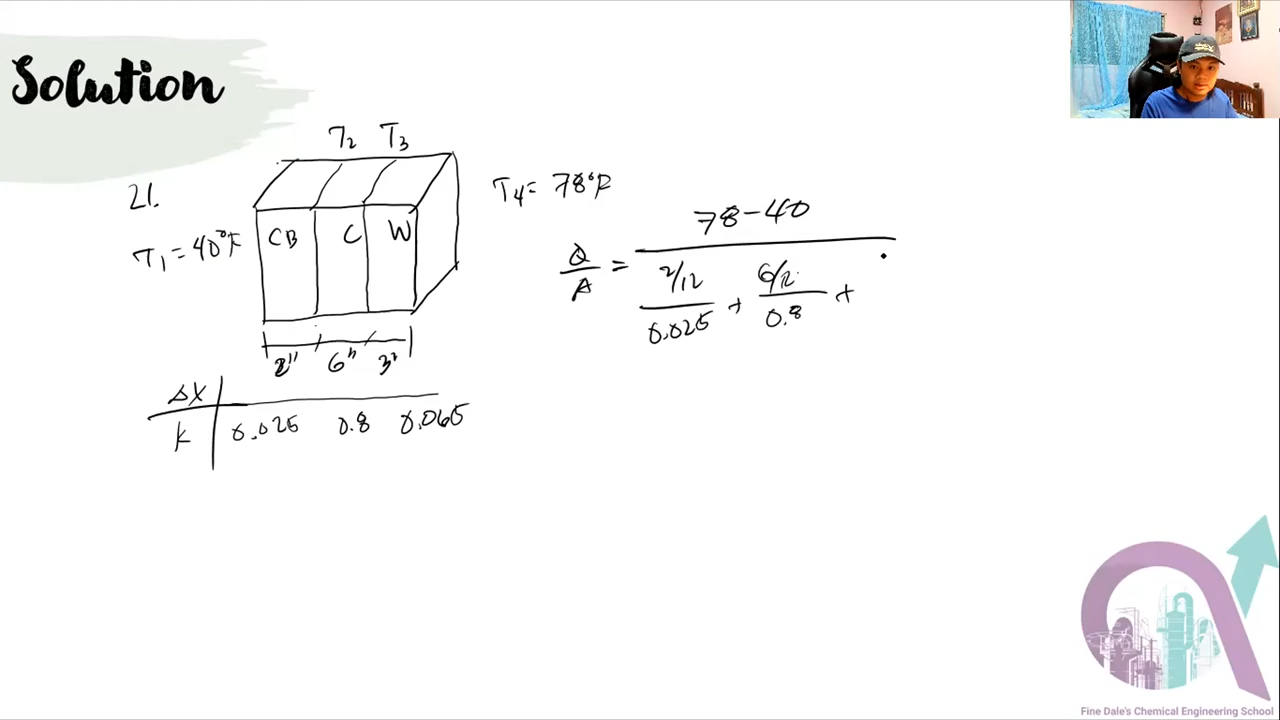 Solution
T2 T3
21.
T4= 78°F
T1 = 40°F
CB C W
78-40
Q/A = (2/12)/0.025 + (6/12)/0.8 +
2" 6" 3"
ΔX
k 0.025 0.8 0.065
Fine Dale's Chemical Engineering School